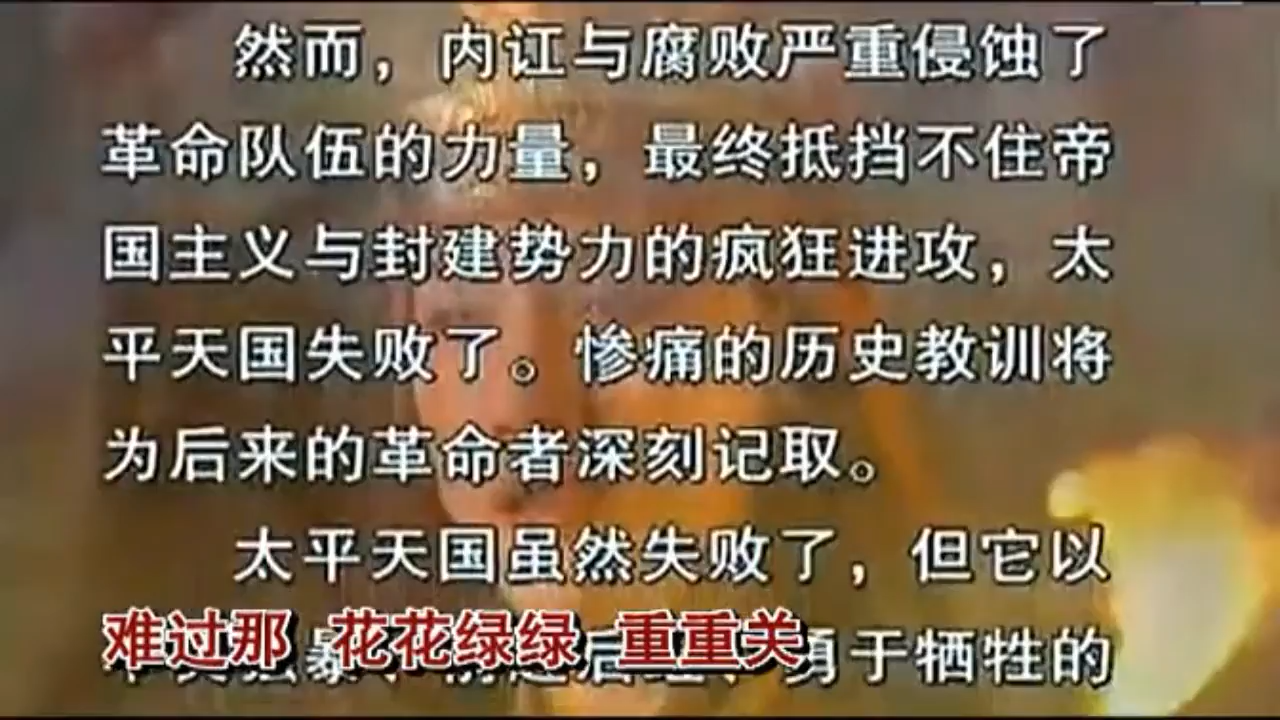 然而，内讧与腐败严重侵蚀了
革命队伍的力量，最终抵挡不住帝
国主义与封建势力的疯狂进攻，太
平天国失败了。惨痛的历史教训将
为后来的革命者深刻记取。
太平天国虽然失败了，但它以
难过那 花花绿绿 重重关
勇于牺牲的